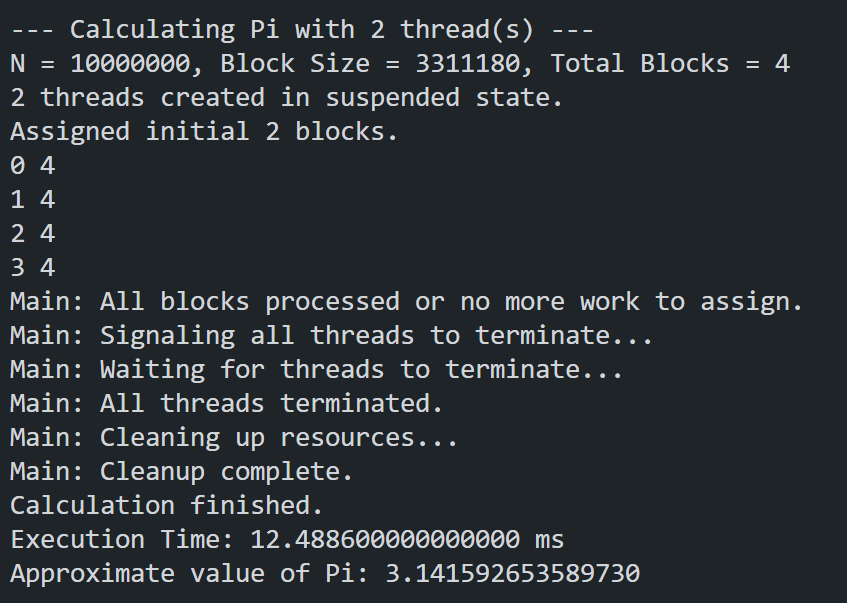 --- Calculating Pi with 2 thread(s) ---
N = 10000000, Block Size = 3311180, Total Blocks = 4
2 threads created in suspended state.
Assigned initial 2 blocks.
0 4
1 4
2 4
3 4
Main: All blocks processed or no more work to assign.
Main: Signaling all threads to terminate...
Main: Waiting for threads to terminate...
Main: All threads terminated.
Main: Cleaning up resources...
Main: Cleanup complete.
Calculation finished.
Execution Time: 12.488600000000000 ms
Approximate value of Pi: 3.141592653589730